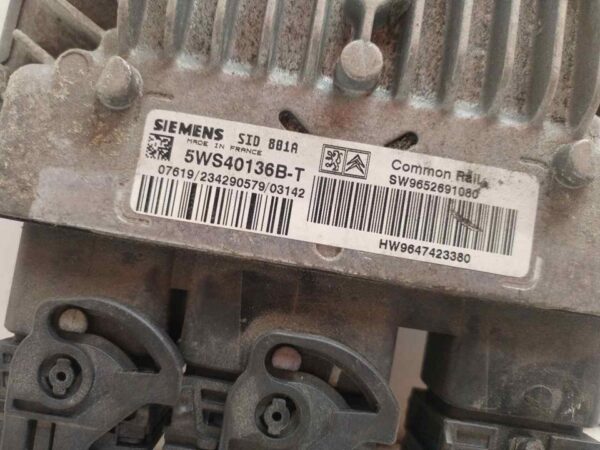 SIEMENS SID 801A
MADE IN FRANCE
5WS40136B-T
07619/234290579/03142
Common Rail
SW9652691080
HW9647423380